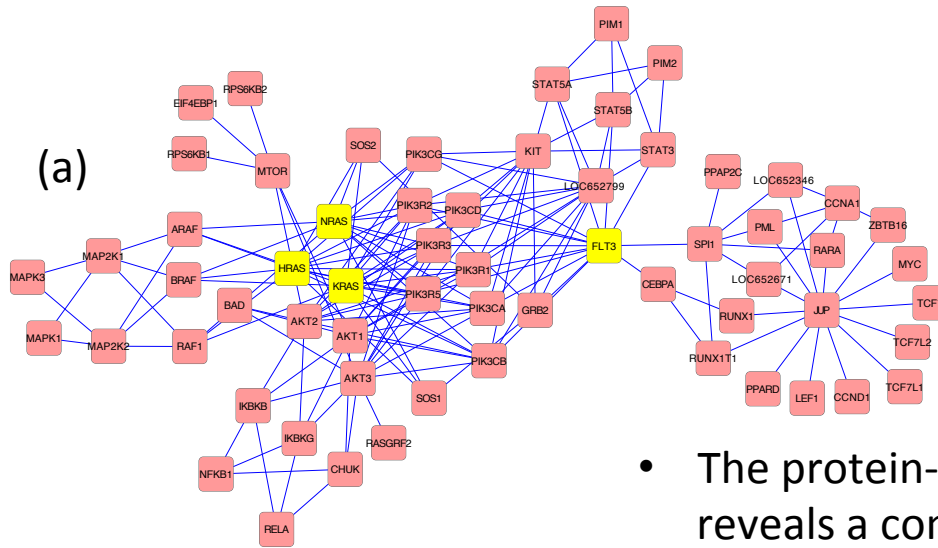 PIM1
PIM2
RPS6KB2
EIF4EBP1
STAT5A
STAT5B
SOS2
PIK3CG
KIT
STAT3
RPS6KB1
(a)
MTOR
LOC652799
PPAP2C
LOC652346
PIK3R2
PIK3CD
CCNA1
NRAS
PML
ZBTB16
ARAF
PIK3R3
FLT3
SPI1
RARA
MAP2K1
HRAS
PIK3R1
MYC
MAPK3
BRAF
KRAS
PIK3R5
CEBPA
LOC652671
BAD
PIK3CA
GRB2
RUNX1
JUP
TCF
AKT2
AKT1
MAPK1
MAP2K2
RAF1
TCF7L2
RUNX1T1
PIK3CB
AKT3
SOS1
PPARD
LEF1
CCND1
TCF7L1
IKBKB
IKBKG
RASGRF2
NFKB1
CHUK
RELA
• The protein-
reveals a con